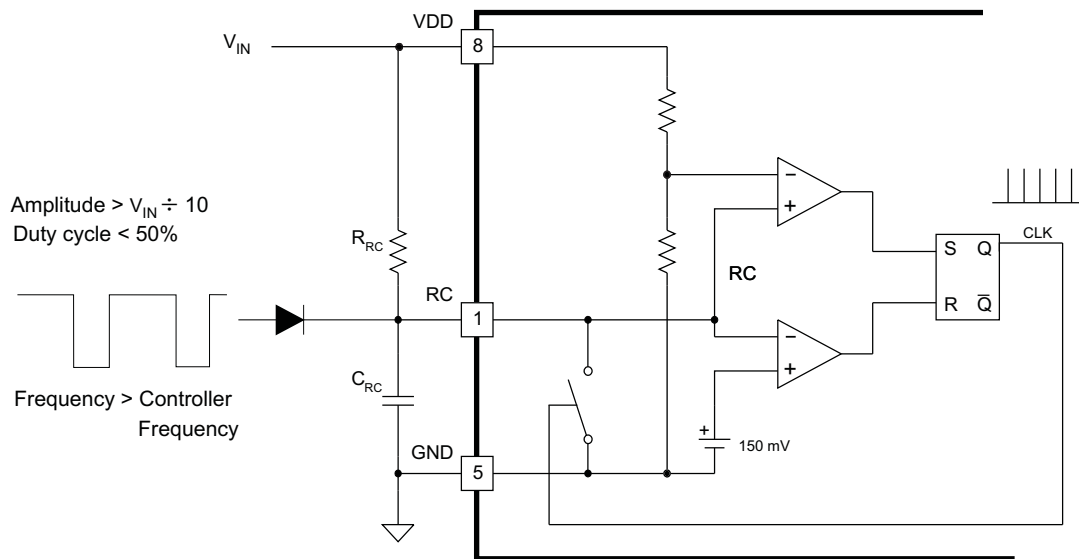 VDD
V_IN
8
Amplitude > V_IN ÷ 10
Duty cycle < 50%
R_RC
RC
1
Frequency > Controller
Frequency
C_RC
GND
5
−
+
RC
−
+
+
150 mV
S Q
R Q̅
CLK